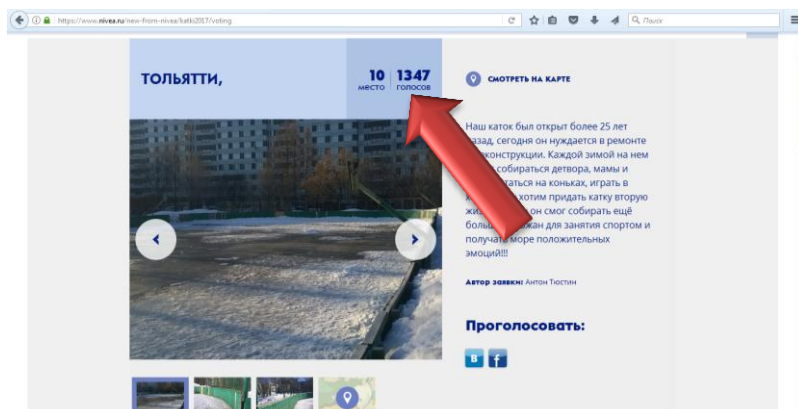 https://www.nivea.ru/new-from-nivea/katki2017/voting
Поиск
ТОЛЬЯТТИ,
10 1347
место голосов
СМОТРЕТЬ НА КАРТЕ
Наш каток был открыт более 25 лет
назад, сегодня он нуждается в ремонте
Каждой зимой на нем
собираться детвора, мамы и
на коньках, играть в
хотим придать катку вторую
он смог собирать ещё
для занятия спортом и
получать море положительных
эмоций!!!
Автор заявки: Антон Тюстин
Проголосовать:
В f